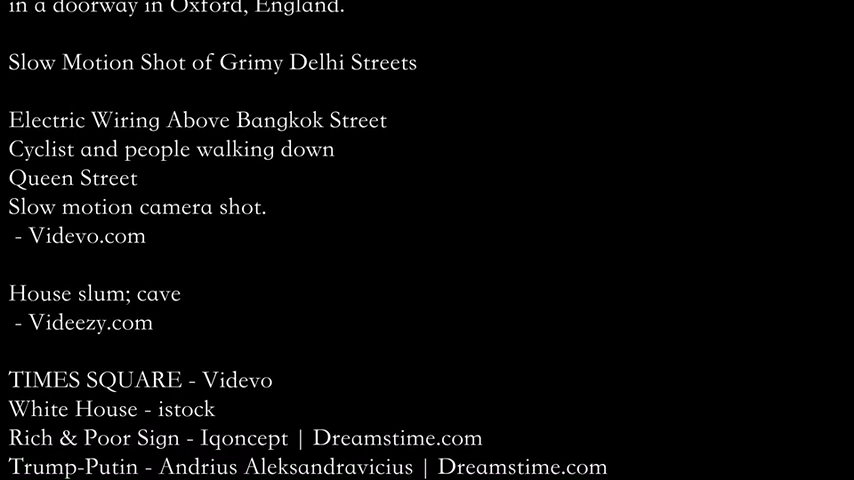 in a doorway in Oxford, England.
Slow Motion Shot of Grimy Delhi Streets
Electric Wiring Above Bangkok Street
Cyclist and people walking down
Queen Street
Slow motion camera shot.
- Videvo.com
House slum; cave
- Videezy.com
TIMES SQUARE - Videvo
White House - istock
Rich & Poor Sign - Iqoncept | Dreamstime.com
Trump-Putin - Andrius Aleksandravicius | Dreamstime.com